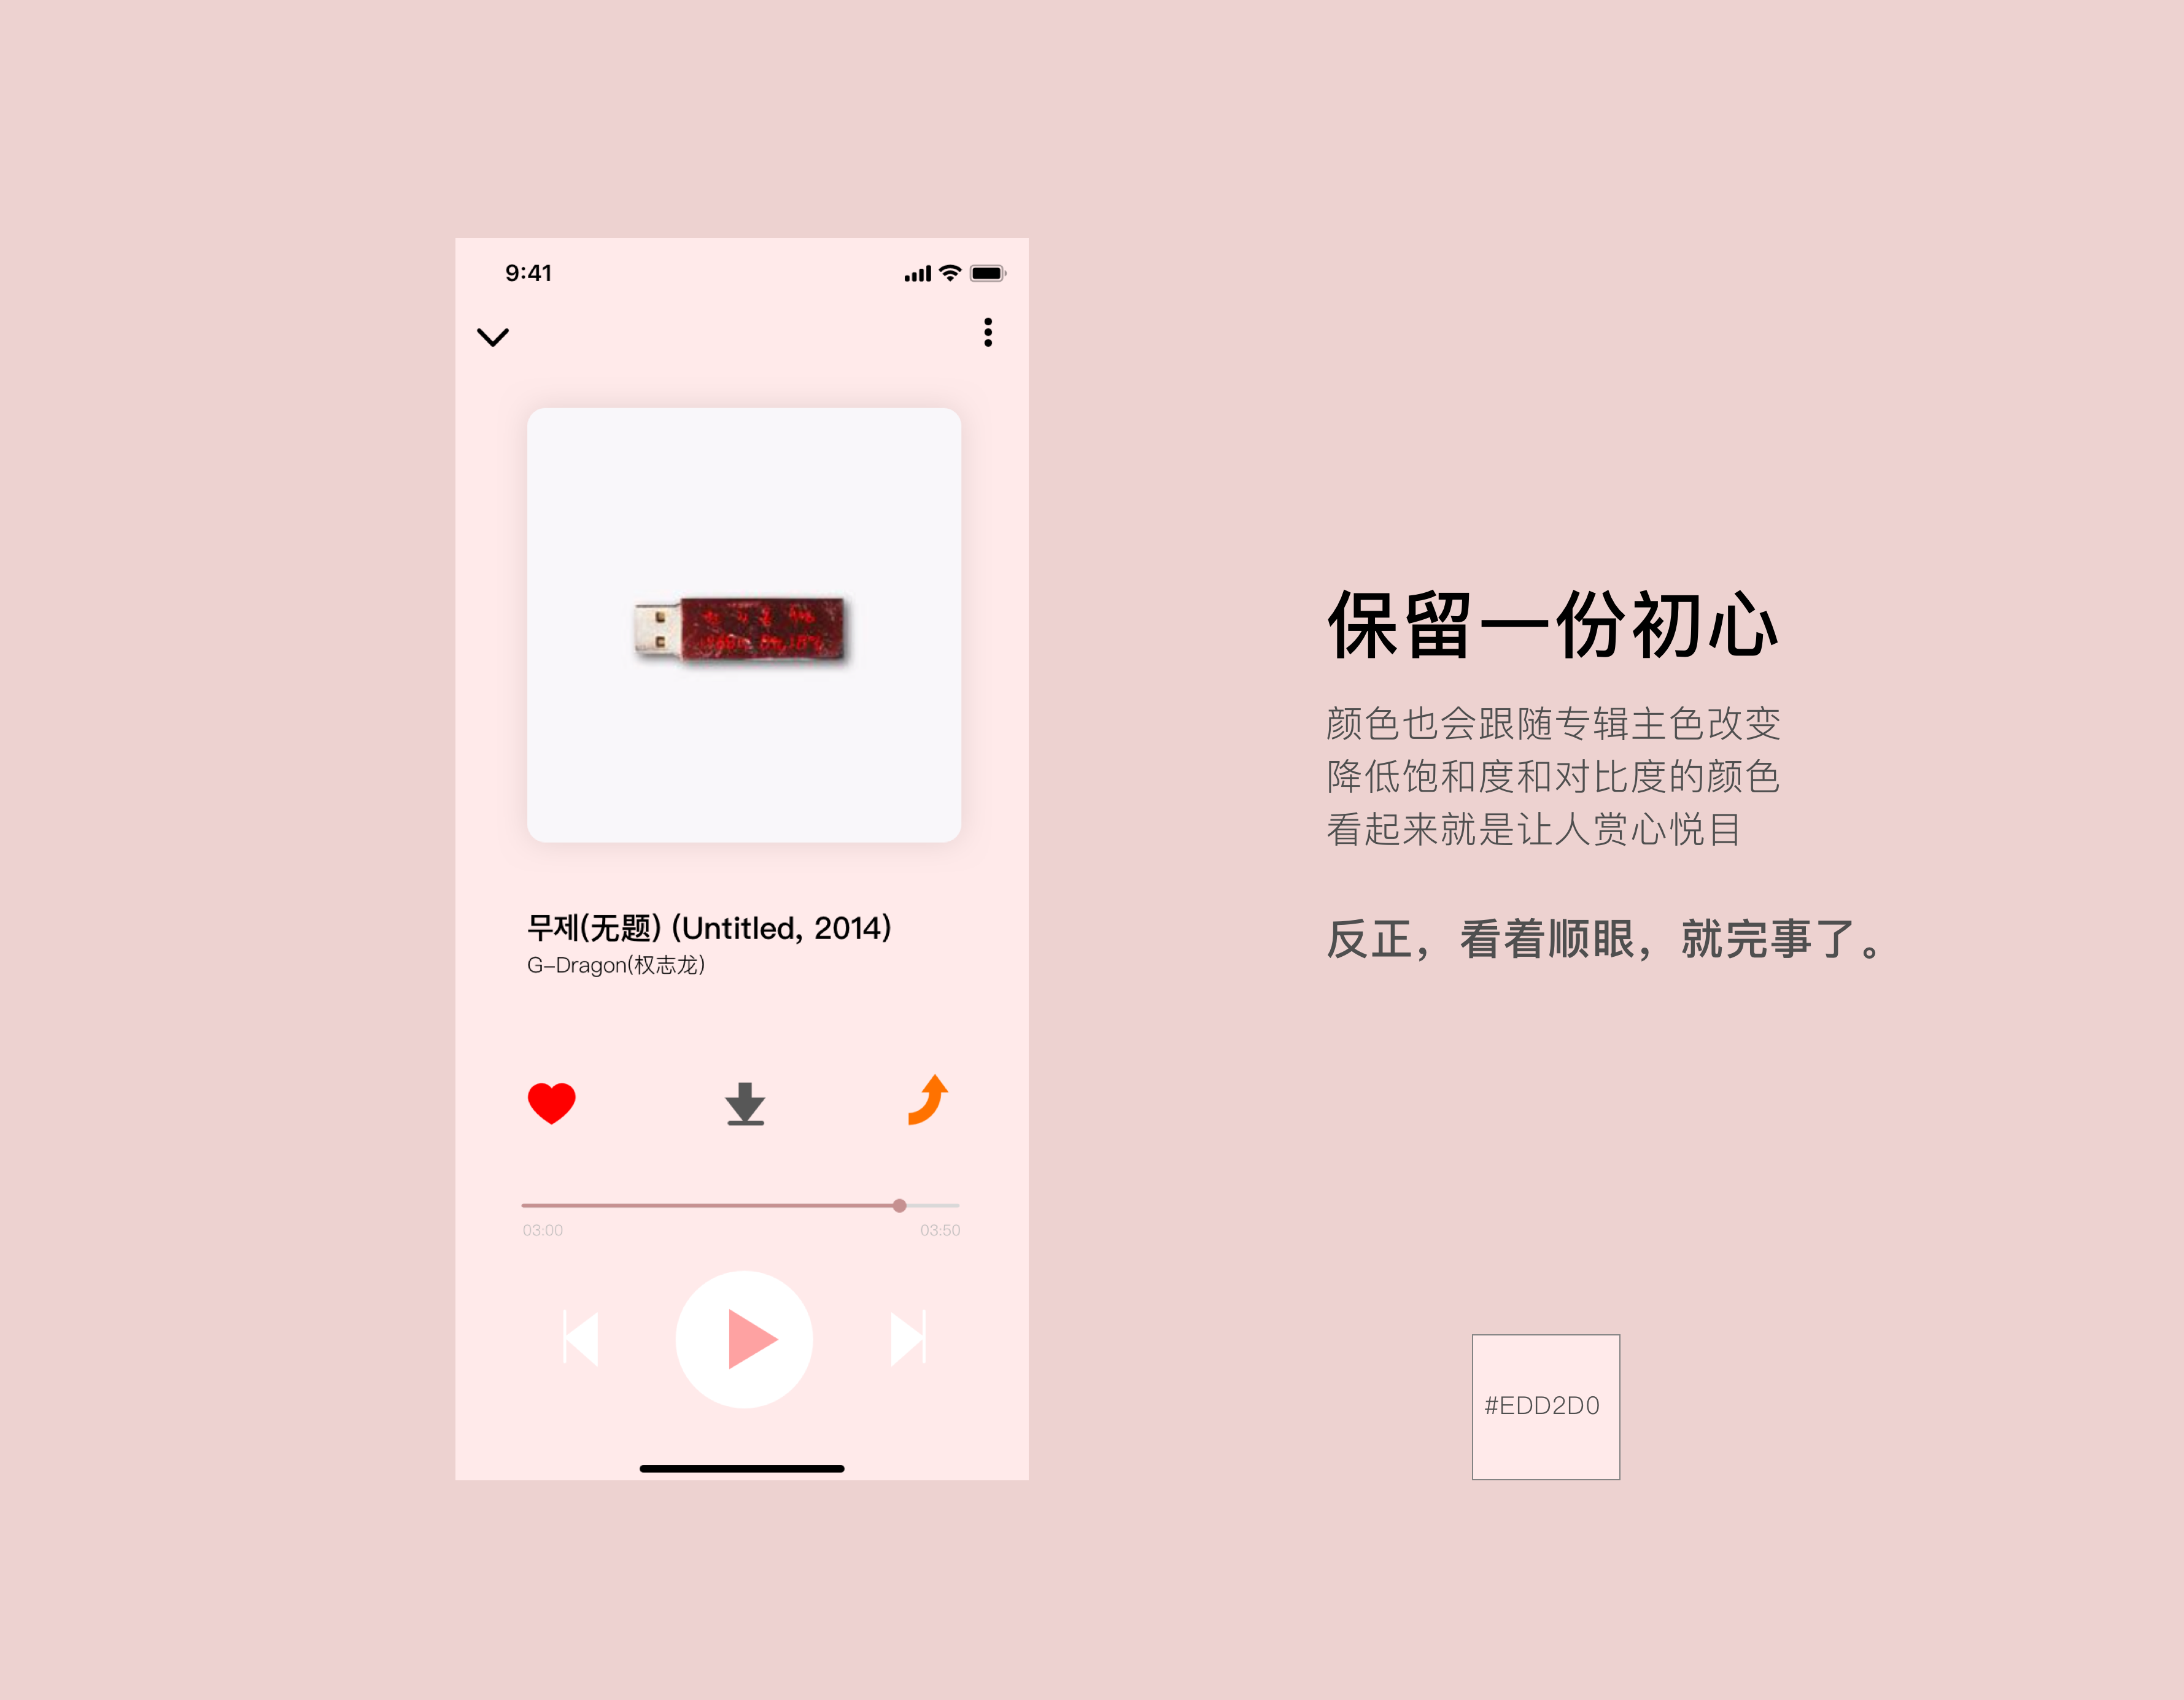 9:41
무제(无题) (Untitled, 2014)
G-Dragon(权志龙)
03:00
03:50
保留一份初心
颜色也会跟随专辑主色改变
降低饱和度和对比度的颜色
看起来就是让人赏心悦目
反正，看着顺眼，就完事了。
#EDD2D0